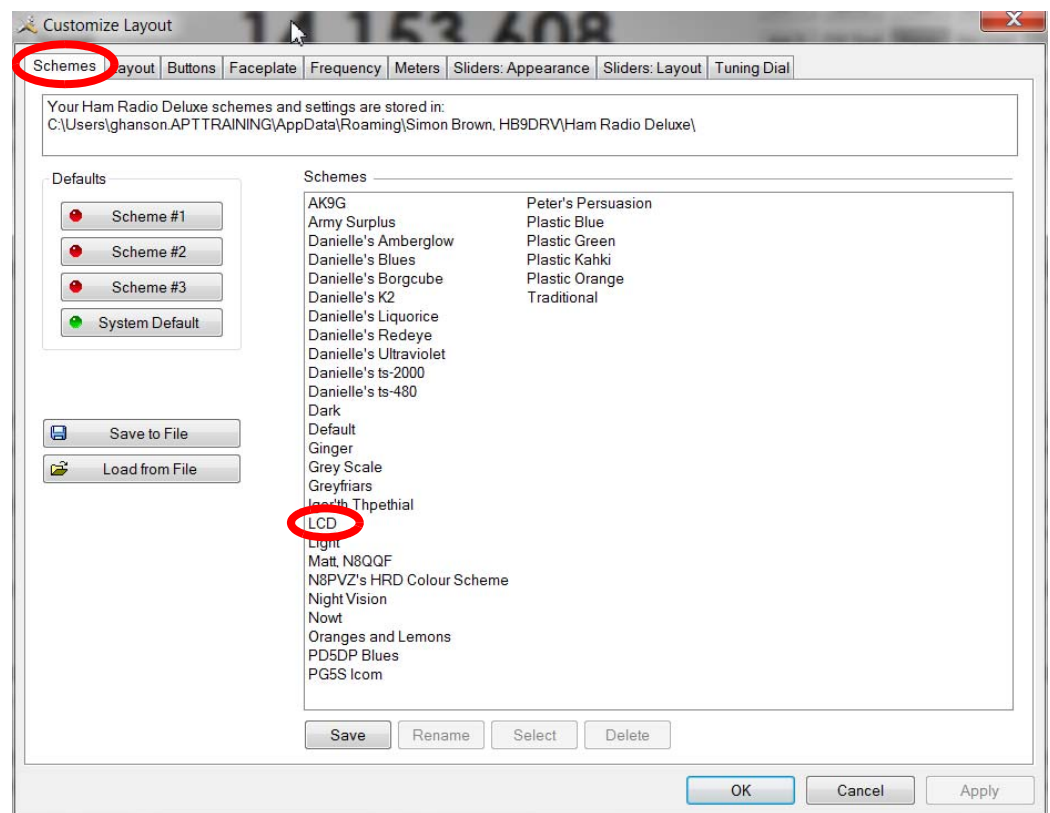 Customize Layout
14 153 608
Schemes Layout Buttons Faceplate Frequency Meters Sliders: Appearance Sliders: Layout Tuning Dial
Your Ham Radio Deluxe schemes and settings are stored in:
C:\Users\ghanson.APTTRAINING\AppData\Roaming\Simon Brown, HB9DRV\Ham Radio Deluxe\
Defaults
Scheme #1
Scheme #2
Scheme #3
System Default
Save to File
Load from File
Schemes
AK9G
Army Surplus
Danielle's Amberglow
Danielle's Blues
Danielle's Borgcube
Danielle's K2
Danielle's Liquorice
Danielle's Redeye
Danielle's Ultraviolet
Danielle's ts-2000
Danielle's ts-480
Dark
Default
Ginger
Grey Scale
Greyfriars
Igor'th Thpethial
LCD
Light
Matt, N8QQF
N8PVZ's HRD Colour Scheme
Night Vision
Nowt
Oranges and Lemons
PD5DP Blues
PG5S Icom
Peter's Persuasion
Plastic Blue
Plastic Green
Plastic Kahki
Plastic Orange
Traditional
Save Rename Select Delete
OK Cancel Apply